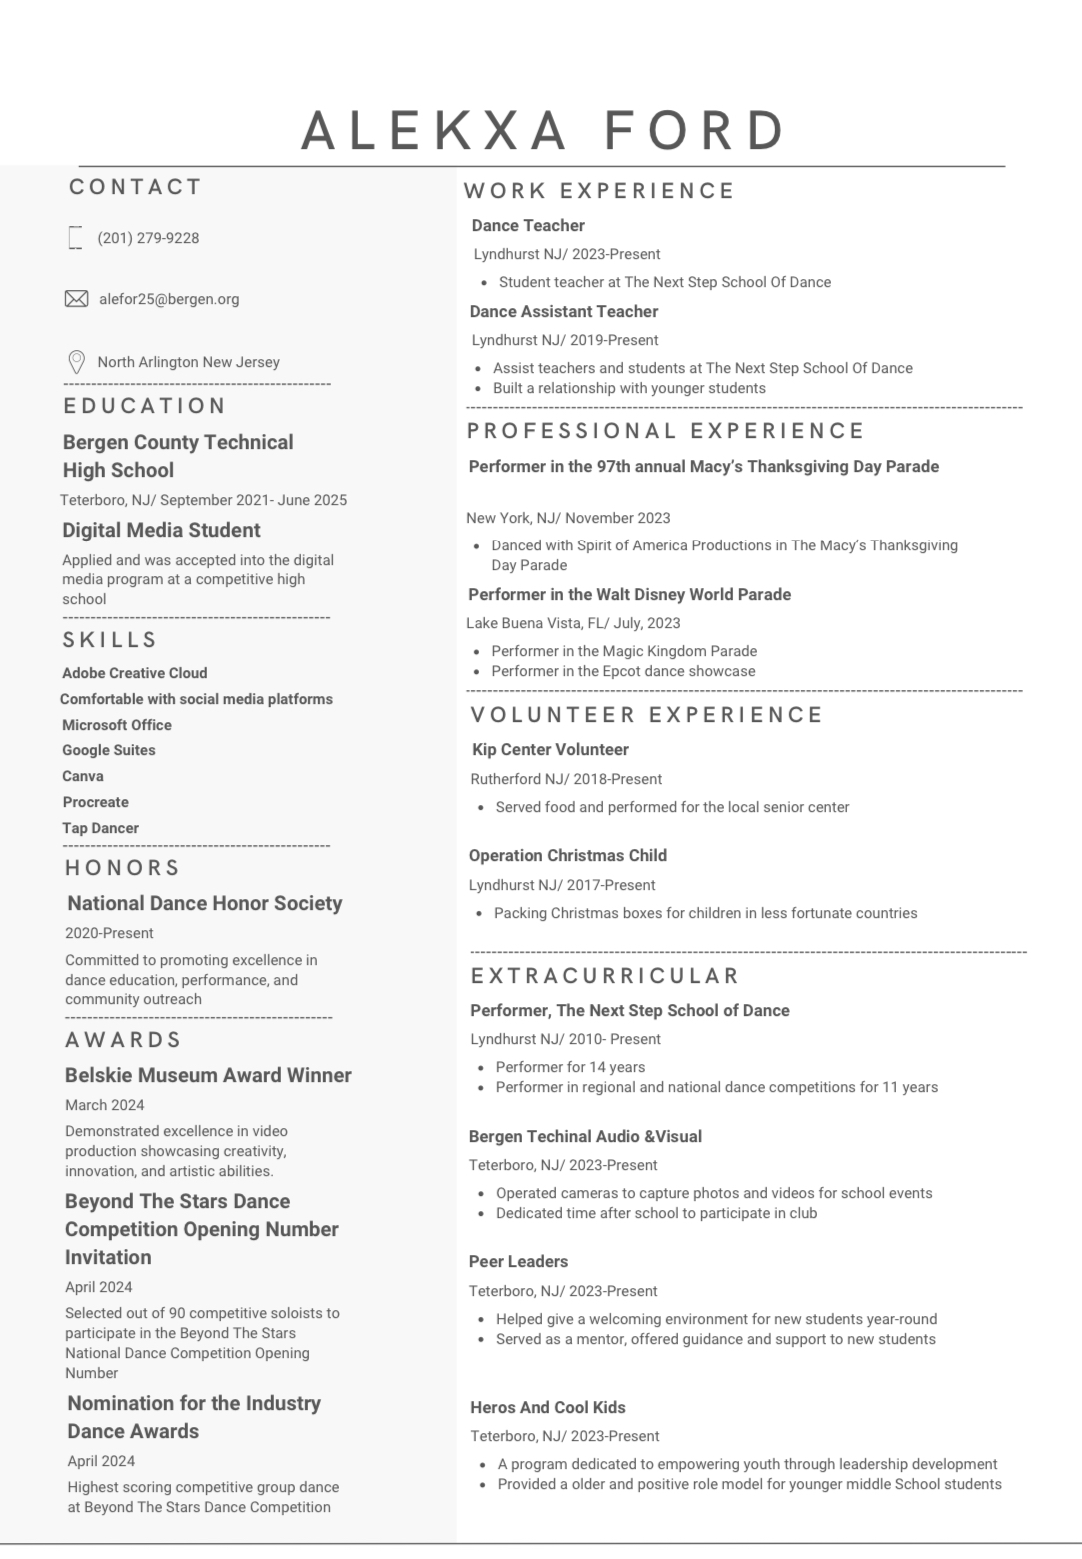 ALEKXA FORD
CONTACT
(201) 279-9228
alefor25@bergen.org
North Arlington New Jersey
------------------------------------------------
EDUCATION
Bergen County Technical
High School
Teterboro, NJ/ September 2021- June 2025
Digital Media Student
Applied and was accepted into the digital
media program at a competitive high
school
------------------------------------------------
SKILLS
Adobe Creative Cloud
Comfortable with social media platforms
Microsoft Office
Google Suites
Canva
Procreate
Tap Dancer
------------------------------------------------
HONORS
National Dance Honor Society
2020-Present
Committed to promoting excellence in
dance education, performance, and
community outreach
------------------------------------------------
AWARDS
Belskie Museum Award Winner
March 2024
Demonstrated excellence in video
production showcasing creativity,
innovation, and artistic abilities.
Beyond The Stars Dance
Competition Opening Number
Invitation
April 2024
Selected out of 90 competitive soloists to
participate in the Beyond The Stars
National Dance Competition Opening
Number
Nomination for the Industry
Dance Awards
April 2024
Highest scoring competitive group dance
at Beyond The Stars Dance Competition
WORK EXPERIENCE
Dance Teacher
Lyndhurst NJ/ 2023-Present
• Student teacher at The Next Step School Of Dance
Dance Assistant Teacher
Lyndhurst NJ/ 2019-Present
• Assist teachers and students at The Next Step School Of Dance
• Built a relationship with younger students
----------------------------------------------------------------------------------------------------
PROFESSIONAL EXPERIENCE
Performer in the 97th annual Macy's Thanksgiving Day Parade
New York, NJ/ November 2023
• Danced with Spirit of America Productions in The Macy's Thanksgiving
Day Parade
Performer in the Walt Disney World Parade
Lake Buena Vista, FL/ July, 2023
• Performer in the Magic Kingdom Parade
• Performer in the Epcot dance showcase
----------------------------------------------------------------------------------------------------
VOLUNTEER EXPERIENCE
Kip Center Volunteer
Rutherford NJ/ 2018-Present
• Served food and performed for the local senior center
Operation Christmas Child
Lyndhurst NJ/ 2017-Present
• Packing Christmas boxes for children in less fortunate countries
----------------------------------------------------------------------------------------------------
EXTRACURRICULAR
Performer, The Next Step School of Dance
Lyndhurst NJ/ 2010- Present
• Performer for 14 years
• Performer in regional and national dance competitions for 11 years
Bergen Techinal Audio &Visual
Teterboro, NJ/ 2023-Present
• Operated cameras to capture photos and videos for school events
• Dedicated time after school to participate in club
Peer Leaders
Teterboro, NJ/ 2023-Present
• Helped give a welcoming environment for new students year-round
• Served as a mentor, offered guidance and support to new students
Heros And Cool Kids
Teterboro, NJ/ 2023-Present
• A program dedicated to empowering youth through leadership development
• Provided a older and positive role model for younger middle School students